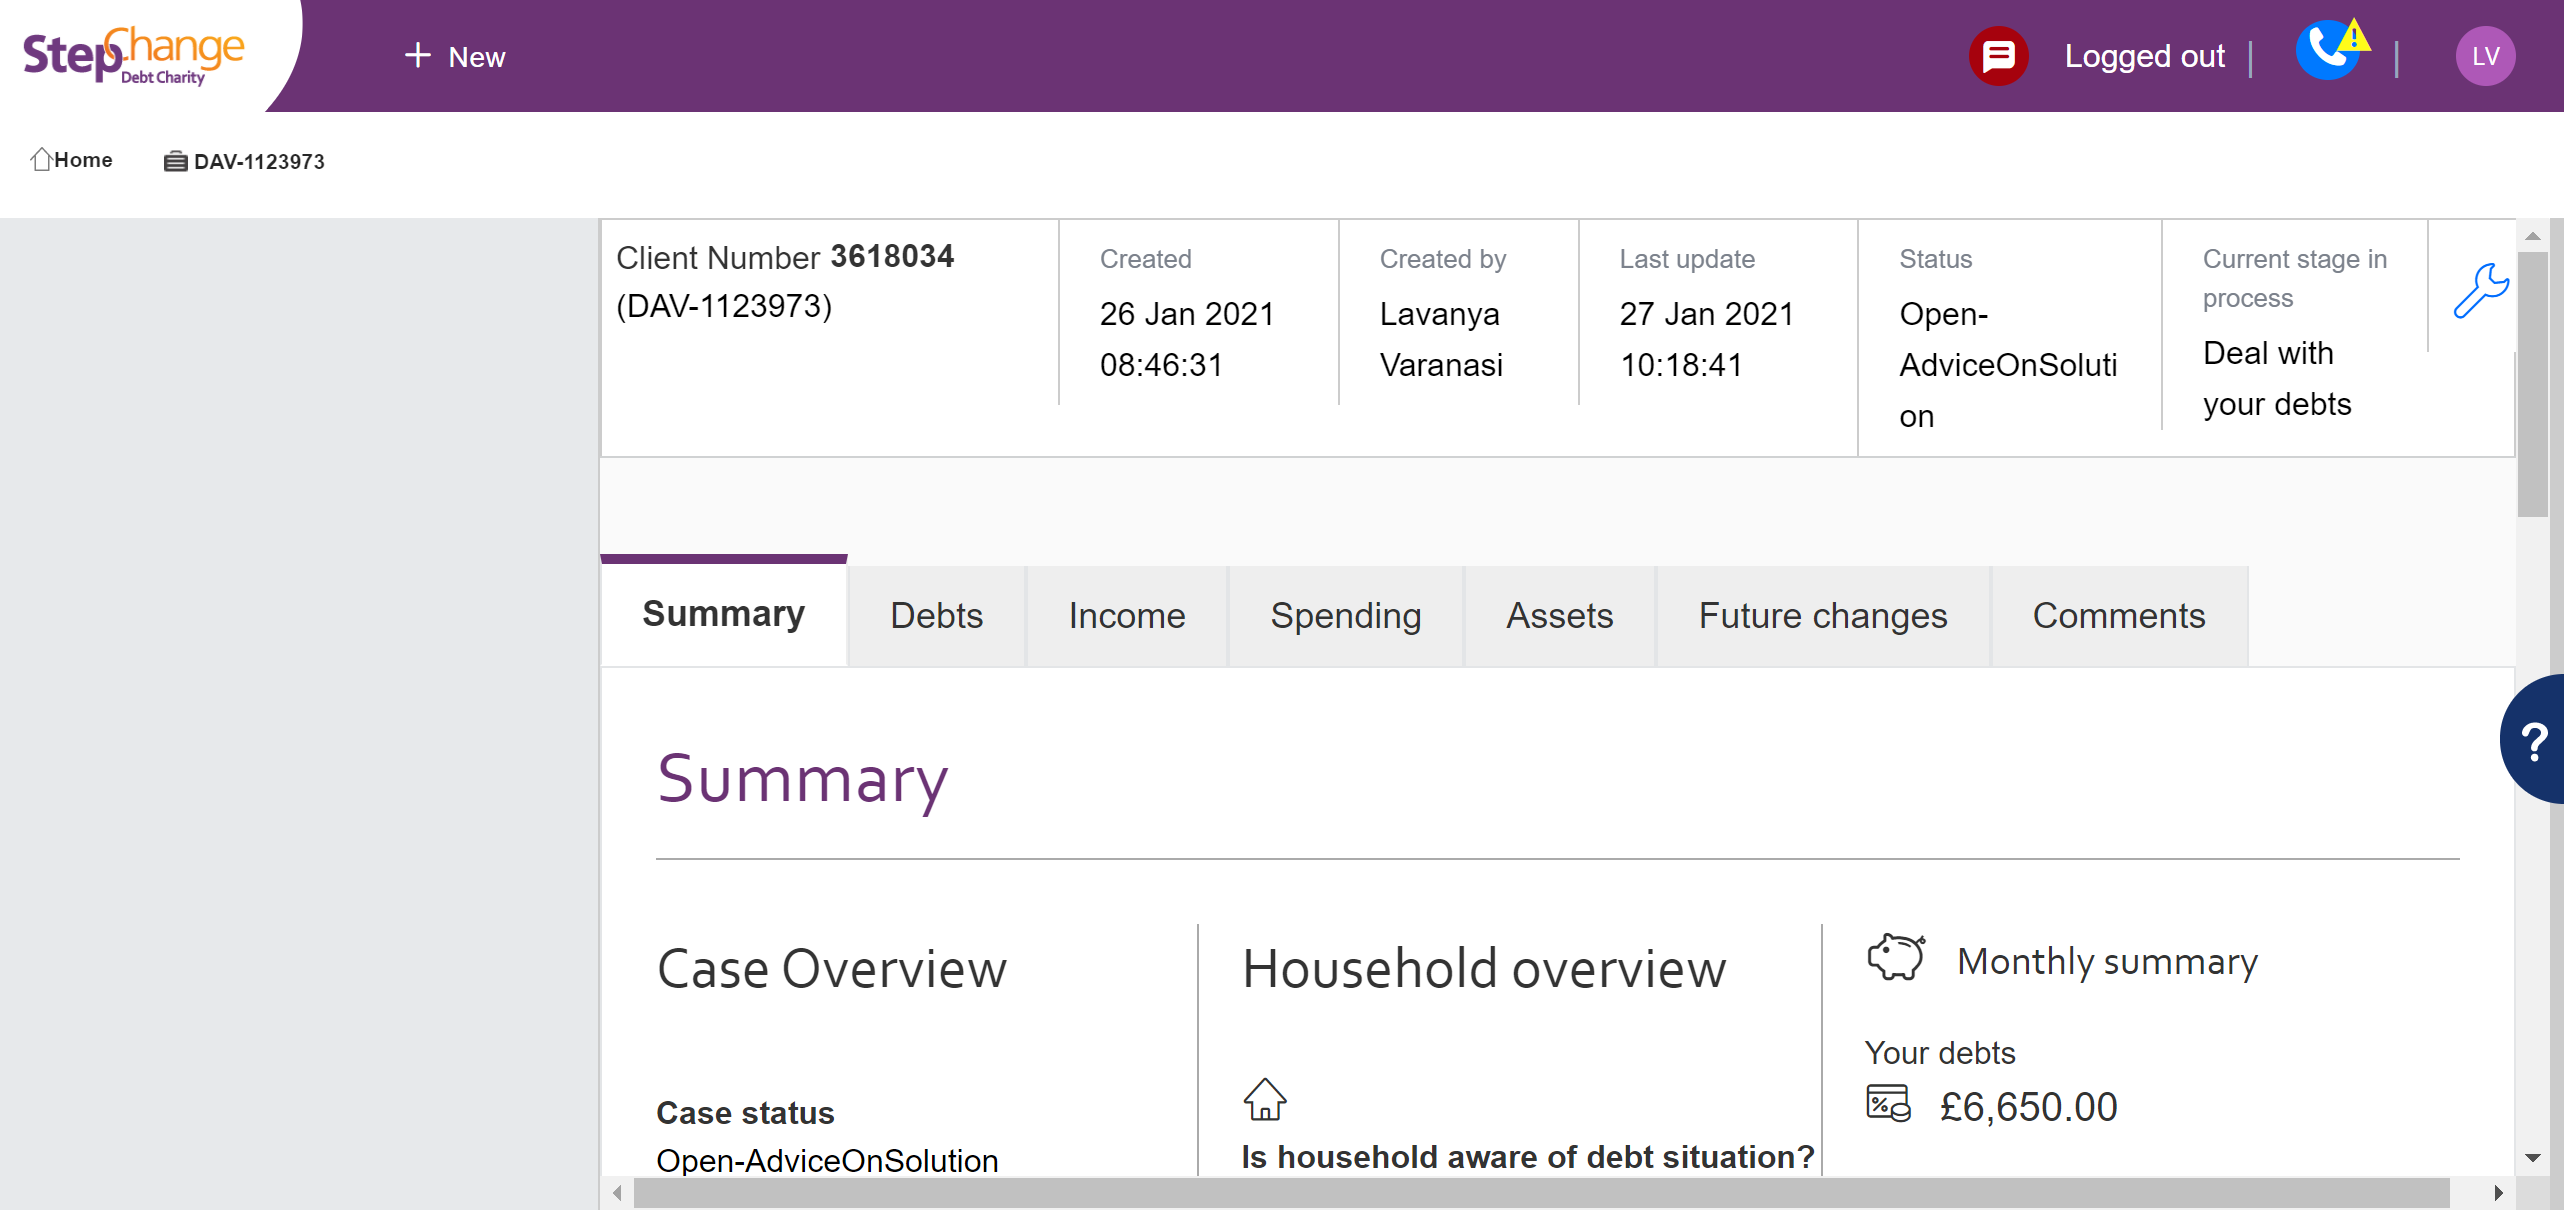 StepChange
Debt Charity
+ New
Logged out
LV
Home
DAV-1123973
Client Number 3618034
(DAV-1123973)
Created
26 Jan 2021
08:46:31
Created by
Lavanya
Varanasi
Last update
27 Jan 2021
10:18:41
Status
Open-
AdviceOnSoluti
on
Current stage in
process
Deal with
your debts
Summary
Debts
Income
Spending
Assets
Future changes
Comments
?
Summary
Case Overview
Case status
Open-AdviceOnSolution
Household overview
Is household aware of debt situation?
Monthly summary
Your debts
£6,650.00